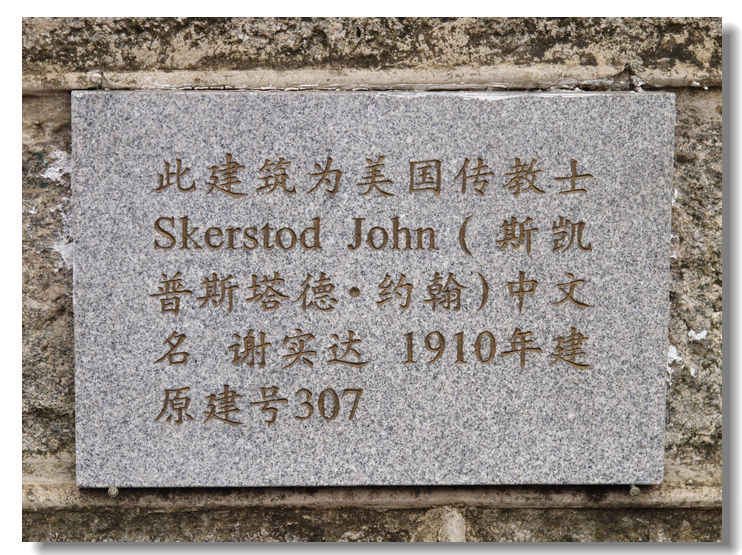 此建筑为美国传教士
Skerstod John（斯凯
普斯塔德·约翰）中文
名 谢实达 1910年建
原建号307